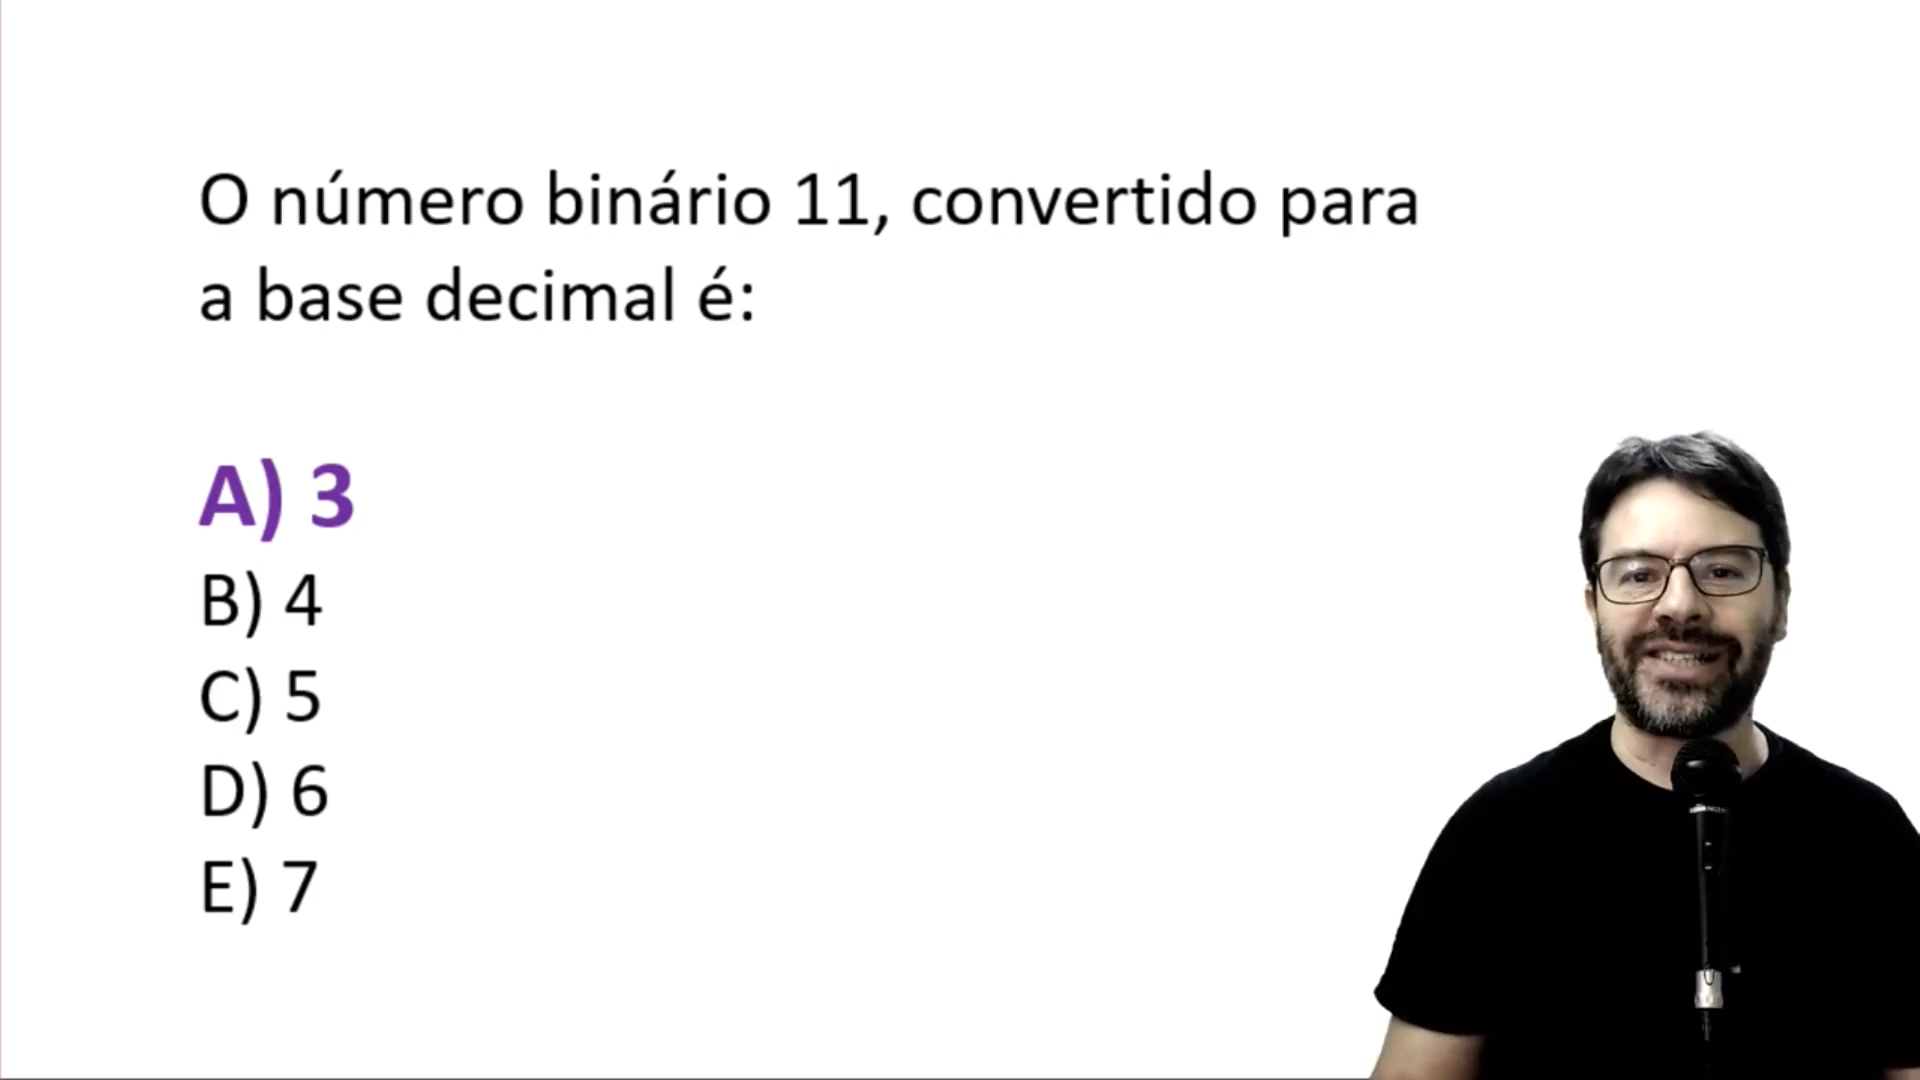 O número binário 11, convertido para
a base decimal é:
A) 3
B) 4
C) 5
D) 6
E) 7